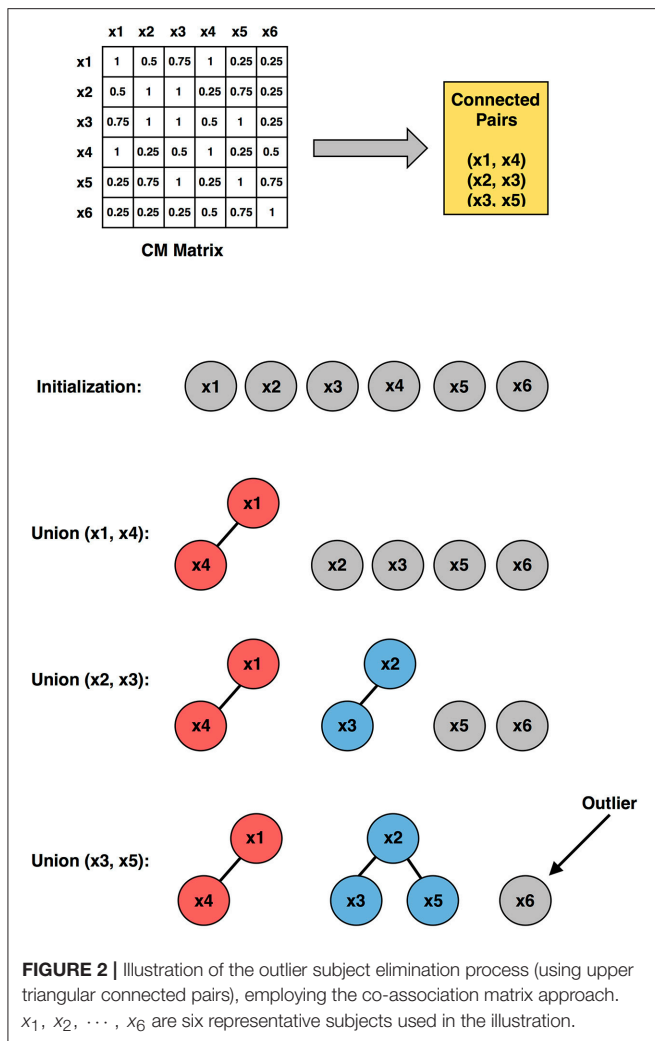 x1 x2 x3 x4 x5 x6
x1 1 0.5 0.75 1 0.25 0.25
x2 0.5 1 1 0.25 0.75 0.25
x3 0.75 1 1 0.5 1 0.25
x4 1 0.25 0.5 1 0.25 0.5
x5 0.25 0.75 1 0.25 1 0.75
x6 0.25 0.25 0.25 0.5 0.75 1
CM Matrix
Connected
Pairs
(x1, x4)
(x2, x3)
(x3, x5)
Initialization: x1 x2 x3 x4 x5 x6
x1
Union (x1, x4):
x4 x2 x3 x5 x6
x1 x2
Union (x2, x3):
x4 x3 x5 x6
Outlier
x1 x2
Union (x3, x5):
x4 x3 x5 x6
FIGURE 2 | Illustration of the outlier subject elimination process (using upper
triangular connected pairs), employing the co-association matrix approach.
x1, x2, ··· , x6 are six representative subjects used in the illustration.